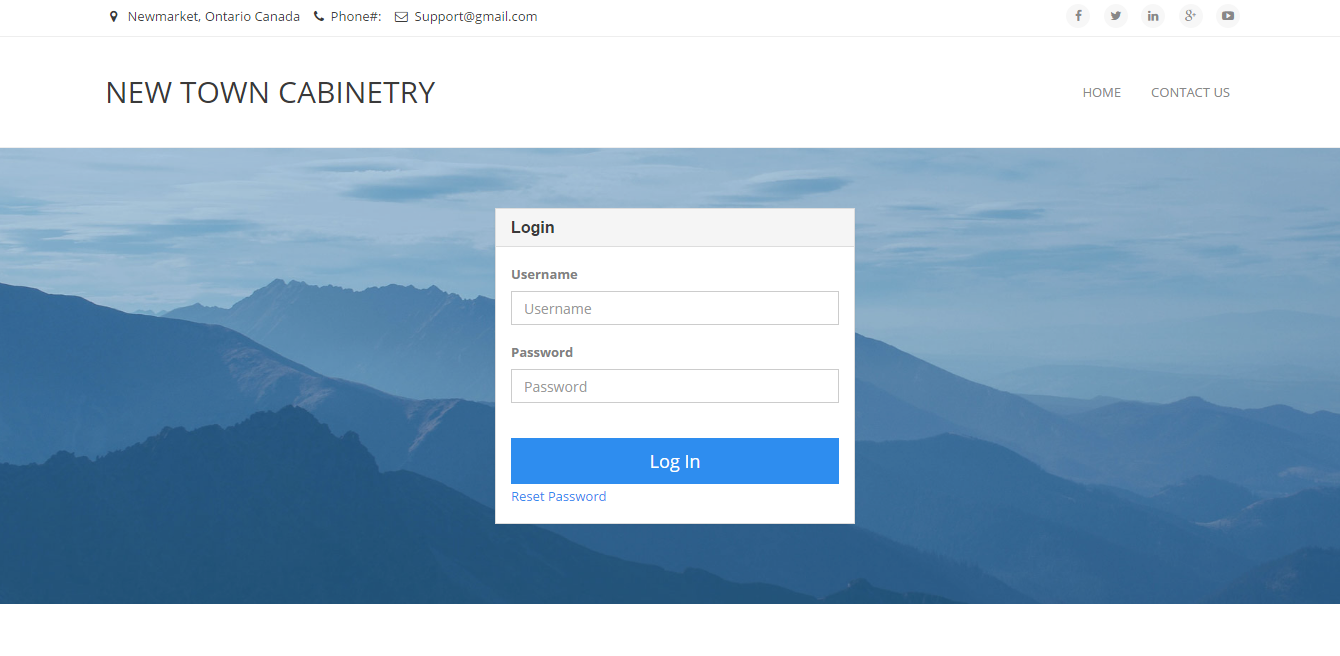 Newmarket, Ontario Canada Phone#: Support@gmail.com
NEW TOWN CABINETRY
HOME CONTACT US
Login
Username
Username
Password
Password
Log In
Reset Password